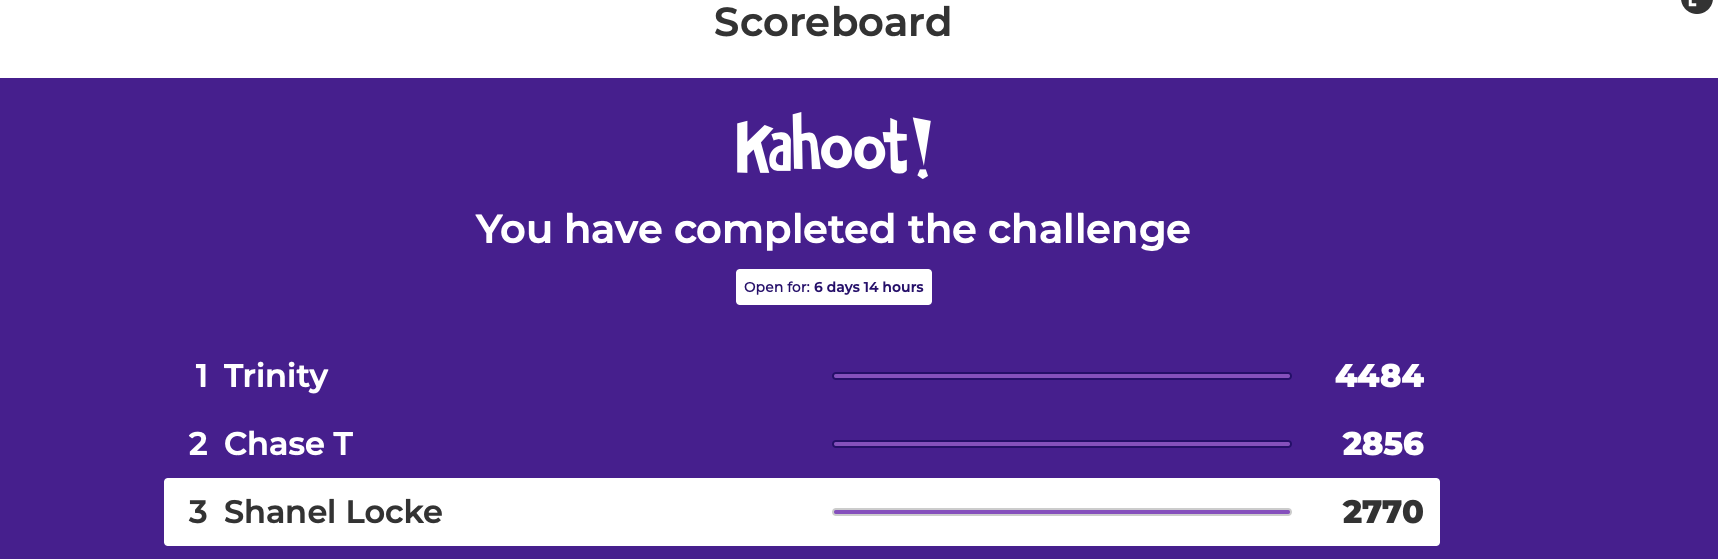 Scoreboard
Kahoot!
You have completed the challenge
Open for: 6 days 14 hours
1 Trinity 4484
2 Chase T 2856
3 Shanel Locke 2770